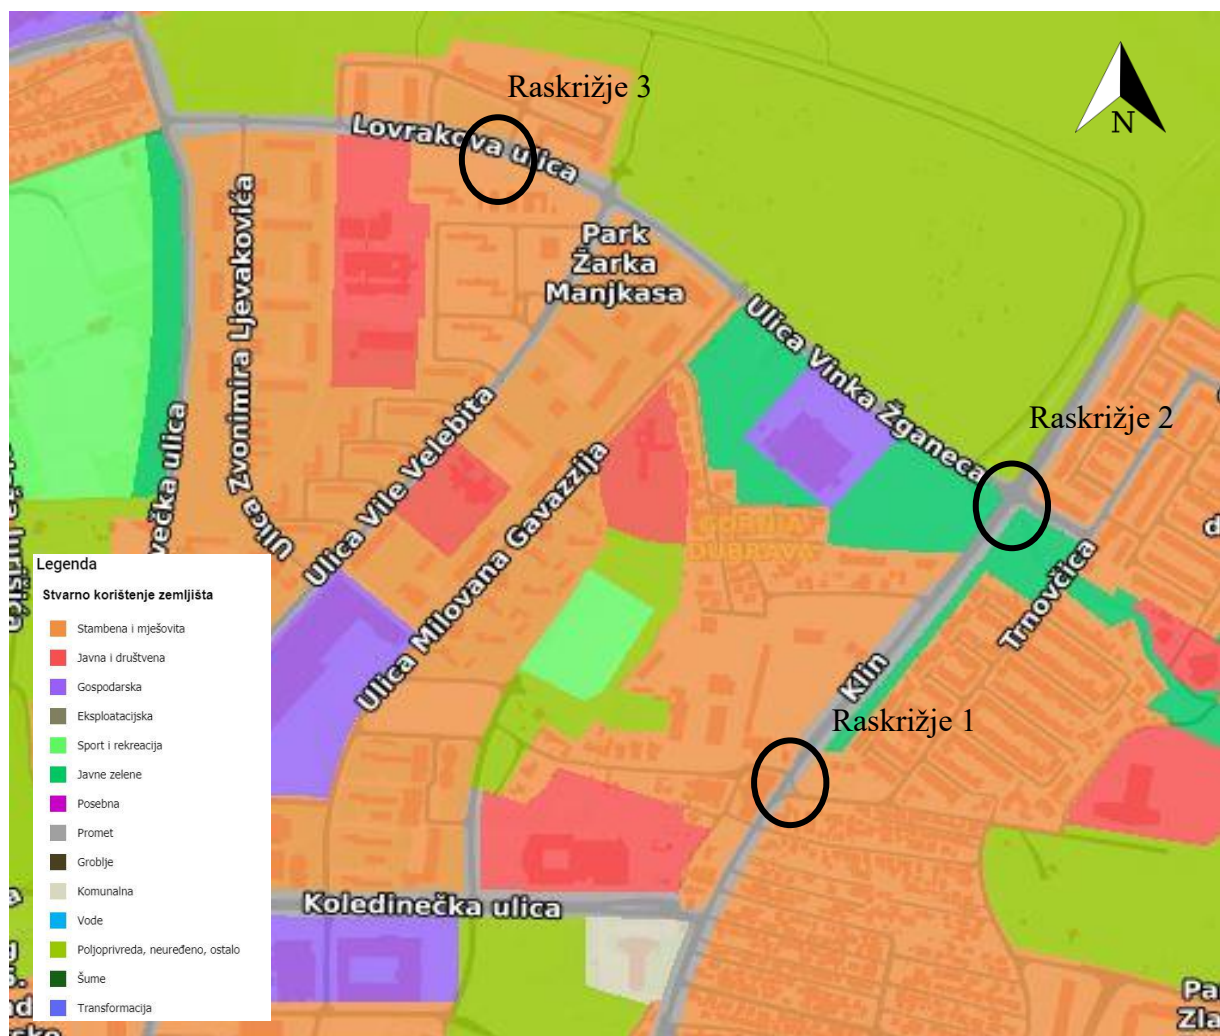 Raskrižje 3
N
Lovrakova ulica
Park
Žarka
Manjkasa
Ulica Zvonimira Ljevakovića
Ulica Vinka Žganeca
Raskrižje 2
Ulica Vile Velebita
Ulica Milovana Gavazzija
GORNJA
DUBRAVA
Trnovčica
Klin
Raskrižje 1
Koledinečka ulica
Legenda
Stvarno korištenje zemljišta
Stambena i mješovita
Javna i društvena
Gospodarska
Eksploatacijska
Sport i rekreacija
Javne zelene
Posebna
Promet
Groblje
Komunalna
Vode
Poljoprivreda, neuređeno, ostalo
Šume
Transformacija